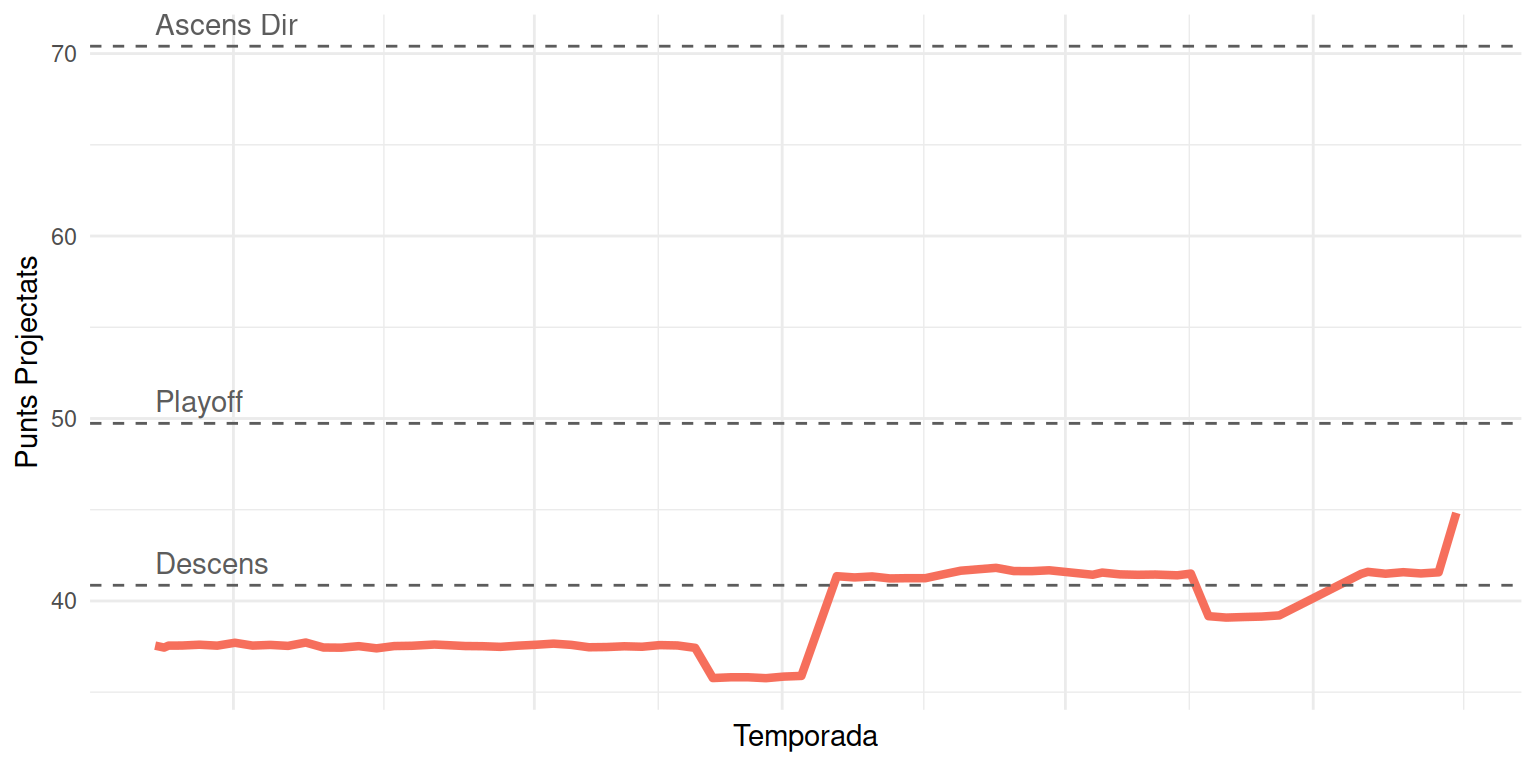 Ascens Dir
70
60
Playoff
50
Descens
40
Punts Projectats
Temporada